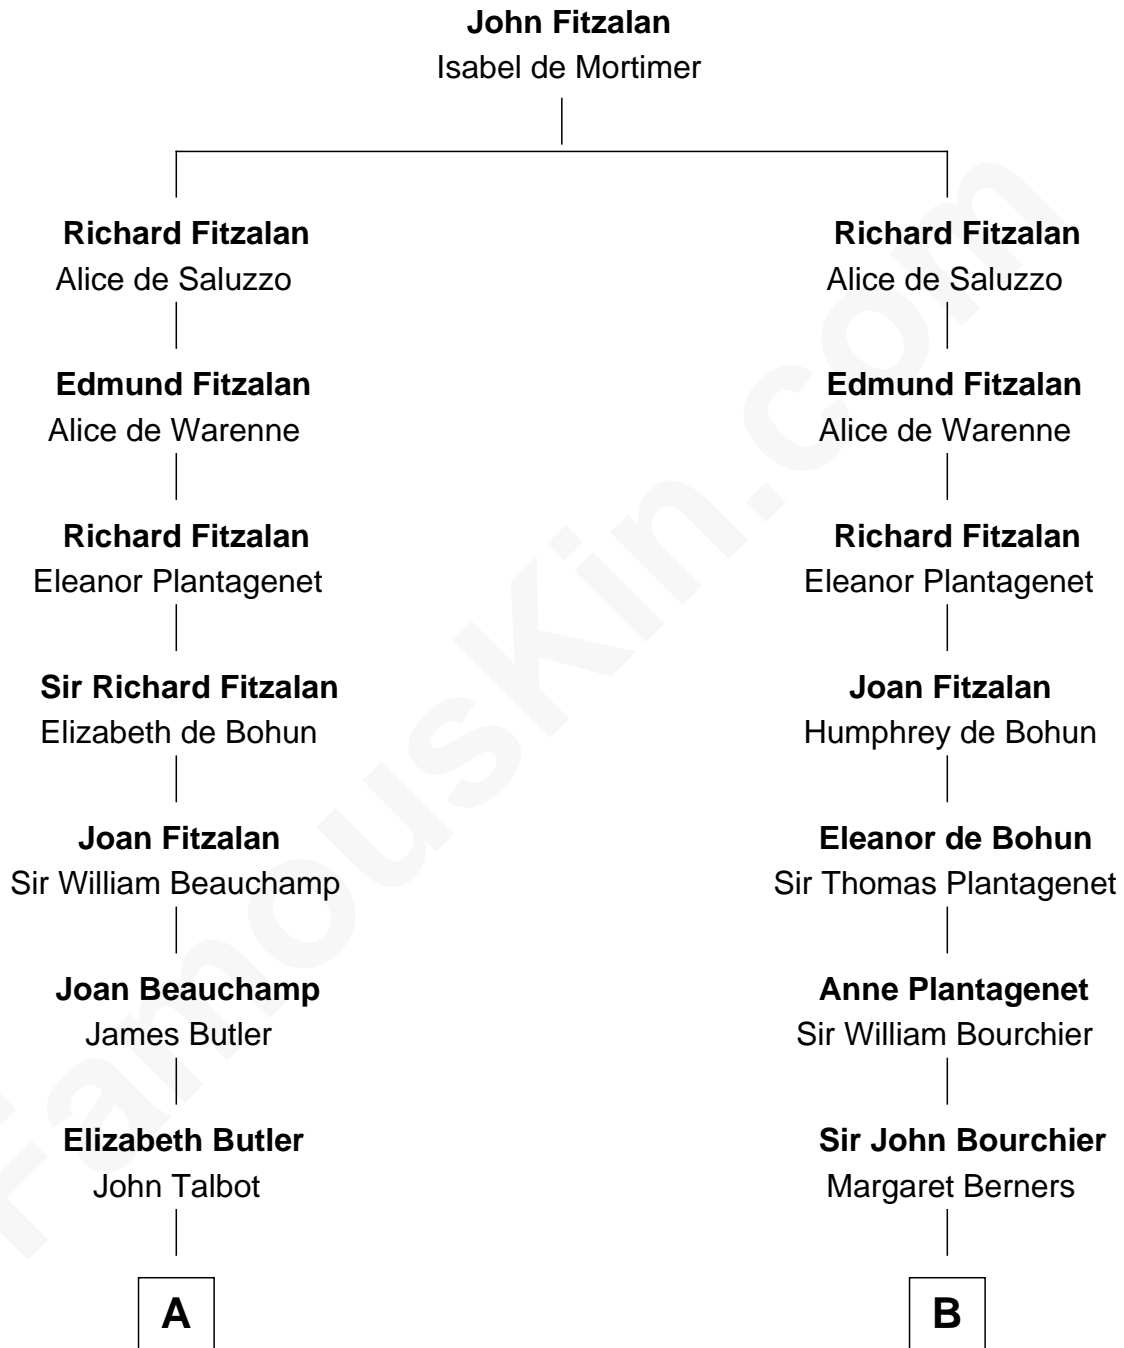 John Fitzalan
Isabel de Mortimer
Richard Fitzalan
Alice de Saluzzo
Richard Fitzalan
Alice de Saluzzo
Edmund Fitzalan
Alice de Warenne
Edmund Fitzalan
Alice de Warenne
Richard Fitzalan
Eleanor Plantagenet
Richard Fitzalan
Eleanor Plantagenet
Sir Richard Fitzalan
Elizabeth de Bohun
Joan Fitzalan
Humphrey de Bohun
Joan Fitzalan
Sir William Beauchamp
Eleanor de Bohun
Sir Thomas Plantagenet
Joan Beauchamp
James Butler
Anne Plantagenet
Sir William Bourchier
Elizabeth Butler
John Talbot
Sir John Bourchier
Margaret Berners
A
B
FamousKin.com